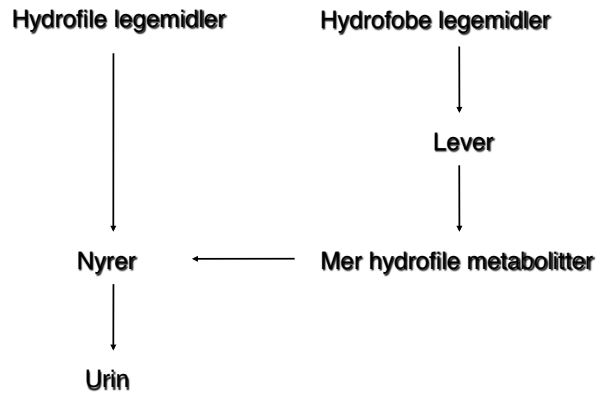 Hydrofile legemidler
Hydrofobe legemidler
Lever
Nyrer
Mer hydrofile metabolitter
Urin